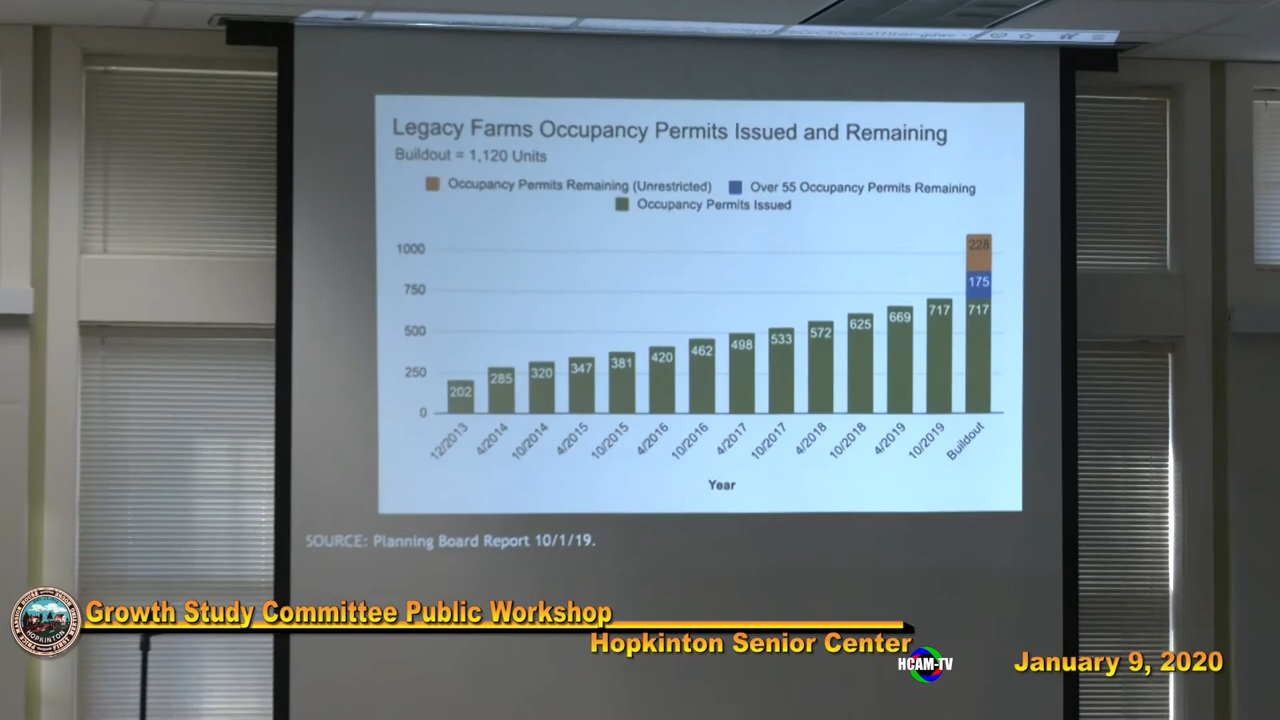 Legacy Farms Occupancy Permits Issued and Remaining
Buildout = 1,120 Units
Occupancy Permits Remaining (Unrestricted) Over 55 Occupancy Permits Remaining
Occupancy Permits Issued
1000
750
500
250
0
202 285 320 347 381 420 462 498 533 572 625 669 717
228
175
717
12/2013 4/2014 10/2014 4/2015 10/2015 4/2016 10/2016 4/2017 10/2017 4/2018 10/2018 4/2019 10/2019 Buildout
Year
SOURCE: Planning Board Report 10/1/19.
HOPKINTON
Growth Study Committee Public Workshop
Hopkinton Senior Center
HCAM-TV
January 9, 2020